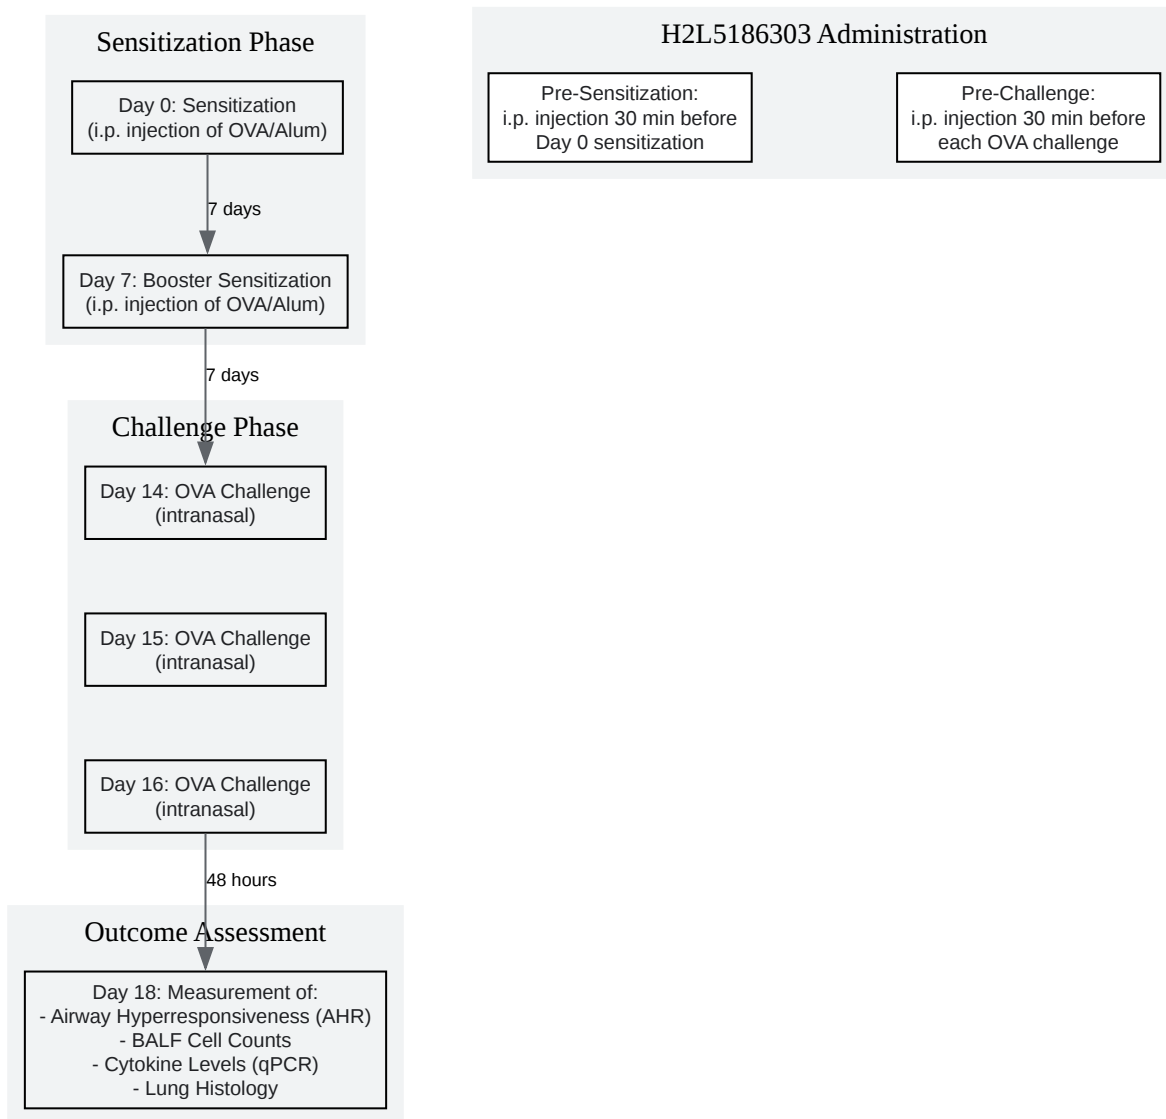 Sensitization Phase
Day 0: Sensitization
(i.p. injection of OVA/Alum)
7 days
Day 7: Booster Sensitization
(i.p. injection of OVA/Alum)
7 days
Challenge Phase
Day 14: OVA Challenge
(intranasal)
Day 15: OVA Challenge
(intranasal)
Day 16: OVA Challenge
(intranasal)
48 hours
Outcome Assessment
Day 18: Measurement of:
- Airway Hyperresponsiveness (AHR)
- BALF Cell Counts
- Cytokine Levels (qPCR)
- Lung Histology
H2L5186303 Administration
Pre-Sensitization:
i.p. injection 30 min before
Day 0 sensitization
Pre-Challenge:
i.p. injection 30 min before
each OVA challenge